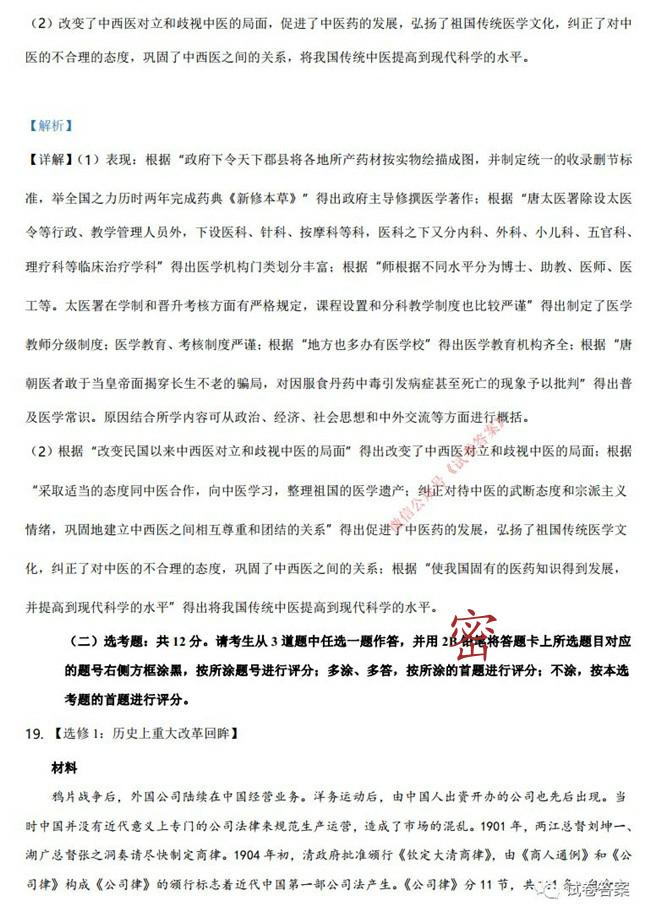 （2）改变了中西医对立和歧视中医的局面，促进了中医药的发展，弘扬了祖国传统医学文化，纠正了对中
医的不合理的态度，巩固了中西医之间的关系，将我国传统中医提高到现代科学的水平。
【解析】
【详解】（1）表现：根据“政府下令天下郡县将各地所产药材按实物绘描成图，并制定统一的收录删节标
准，举全国之力历时两年完成药典《新修本草》”得出政府主导修撰医学著作；根据“唐太医署除设太医
令等行政、教学管理人员外，下设医科、针科、按摩科等科，医科之下又分内科、外科、小儿科、五官科、
理疗科等临床治疗学科”得出医学机构门类划分丰富；根据“师根据不同水平分为博士、助教、医师、医
工等。太医署在学制和晋升考核方面有严格规定，课程设置和分科教学制度也比较严谨”得出制定了医学
教师分级制度；医学教育、考核制度严谨；根据“地方也多办有医学校”得出医学教育机构齐全；根据“唐
朝医者敢于当皇帝面揭穿长生不老的骗局，对因服食丹药中毒引发病症甚至死亡的现象予以批判”得出普
及医学常识。原因结合所学内容可从政治、经济、社会思想和中外交流等方面进行概括。
（2）根据“改变民国以来中西医对立和歧视中医的局面”得出改变了中西医对立和歧视中医的局面；根据
“采取适当的态度同中医合作，向中医学习，整理祖国的医学遗产；纠正对待中医的武断态度和宗派主义
情绪，巩固地建立中西医之间相互尊重和团结的关系”得出促进了中医药的发展，弘扬了祖国传统医学文
化，纠正了对中医的不合理的态度，巩固了中西医之间的关系；根据“使我国固有的医药知识得到发展，
并提高到现代科学的水平”得出将我国传统中医提高到现代科学的水平。
微信公众号《试卷答案》
密
（二）选考题：共 12 分。请考生从 3 道题中任选一题作答，并用 2B 铅笔将答题卡上所选题目对应
的题号右侧方框涂黑，按所涂题号进行评分；多涂、多答，按所涂的首题进行评分；不涂，按本选
考题的首题进行评分。
19. 【选修 1：历史上重大改革回眸】
材料
鸦片战争后，外国公司陆续在中国经营业务。洋务运动后，由中国人出资开办的公司也先后出现。当
时中国并没有近代意义上专门的公司法律来规范生产运营，造成了市场的混乱。1901 年，两江总督刘坤一、
湖广总督张之洞奏请尽快制定商律。1904 年初，清政府批准颁行《钦定大清商律》，由《商人通例》和《公
司律》构成《公司律》的颁行标志着近代中国第一部公司法产生。《公司律》分 11 节，共
试卷答案